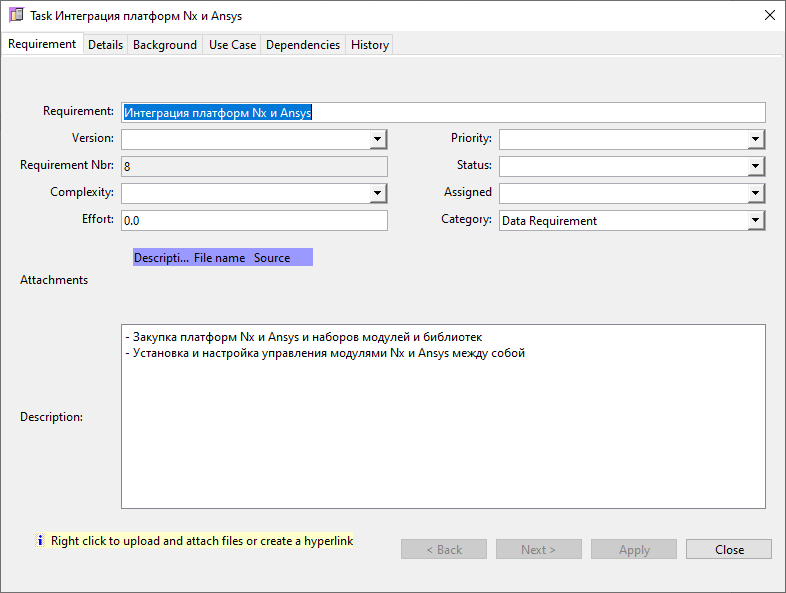 Task Интеграция платформ Nx и Ansys
Requirement Details Background Use Case Dependencies History
Requirement: Интеграция платформ Nx и Ansys
Version: Priority:
Requirement Nbr: 8 Status:
Complexity: Assigned
Effort: 0.0 Category: Data Requirement
Descripti... File name Source
Attachments
- Закупка платформ Nx и Ansys и наборов модулей и библиотек
- Установка и настройка управления модулями Nx и Ansys между собой
Description:
i Right click to upload and attach files or create a hyperlink
< Back Next > Apply Close